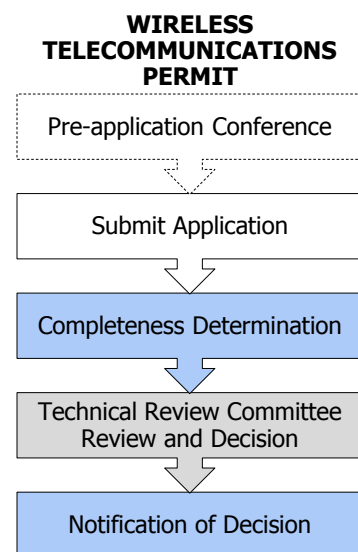 WIRELESS
TELECOMMUNICATIONS
PERMIT
Pre-application Conference
Submit Application
Completeness Determination
Technical Review Committee
Review and Decision
Notification of Decision